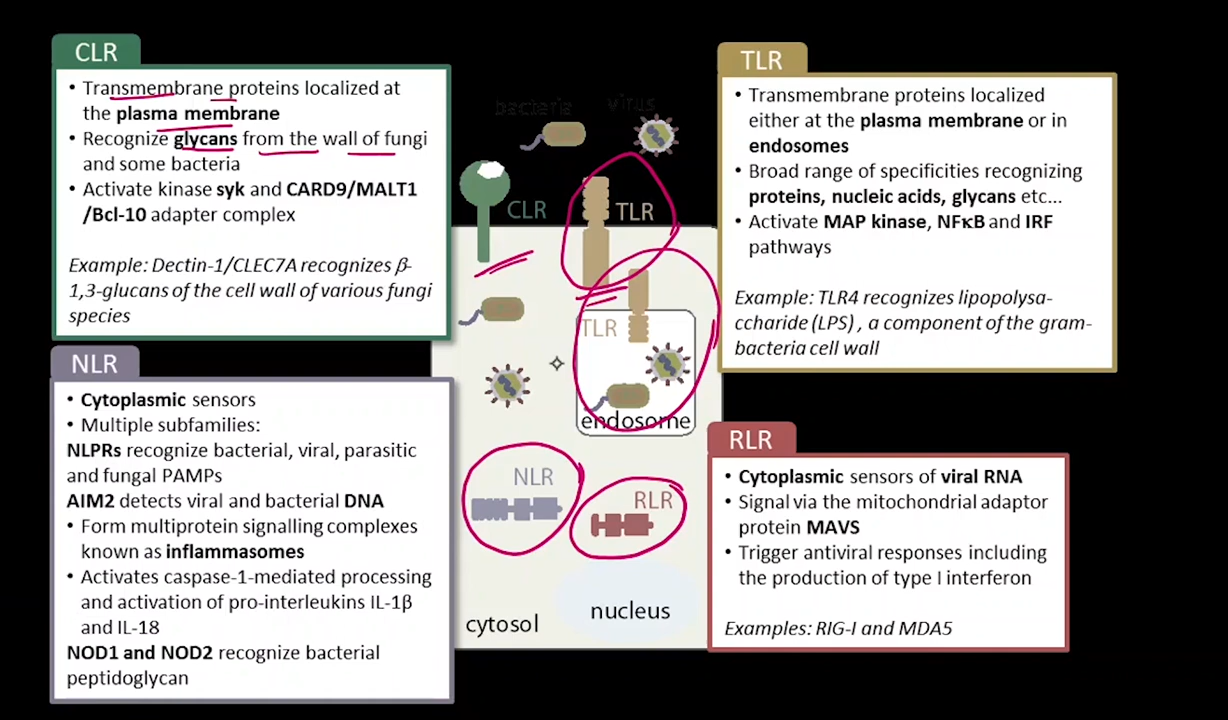 CLR
• Transmembrane proteins localized at
the plasma membrane
• Recognize glycans from the wall of fungi
and some bacteria
• Activate kinase syk and CARD9/MALT1
/Bcl-10 adapter complex
Example: Dectin-1/CLEC7A recognizes β-
1,3-glucans of the cell wall of various fungi
species
NLR
• Cytoplasmic sensors
• Multiple subfamilies:
NLPRs recognize bacterial, viral, parasitic
and fungal PAMPs
AIM2 detects viral and bacterial DNA
• Form multiprotein signalling complexes
known as inflammasomes
• Activates caspase-1-mediated processing
and activation of pro-interleukins IL-1β
and IL-18
NOD1 and NOD2 recognize bacterial
peptidoglycan
bacteria
virus
CLR
TLR
TLR
endosome
NLR
RLR
nucleus
cytosol
TLR
• Transmembrane proteins localized
either at the plasma membrane or in
endosomes
• Broad range of specificities recognizing
proteins, nucleic acids, glycans etc...
• Activate MAP kinase, NFκB and IRF
pathways
Example: TLR4 recognizes lipopolysa-
ccharide (LPS) , a component of the gram-
bacteria cell wall
RLR
• Cytoplasmic sensors of viral RNA
• Signal via the mitochondrial adaptor
protein MAVS
• Trigger antiviral responses including
the production of type I interferon
Examples: RIG-I and MDA5